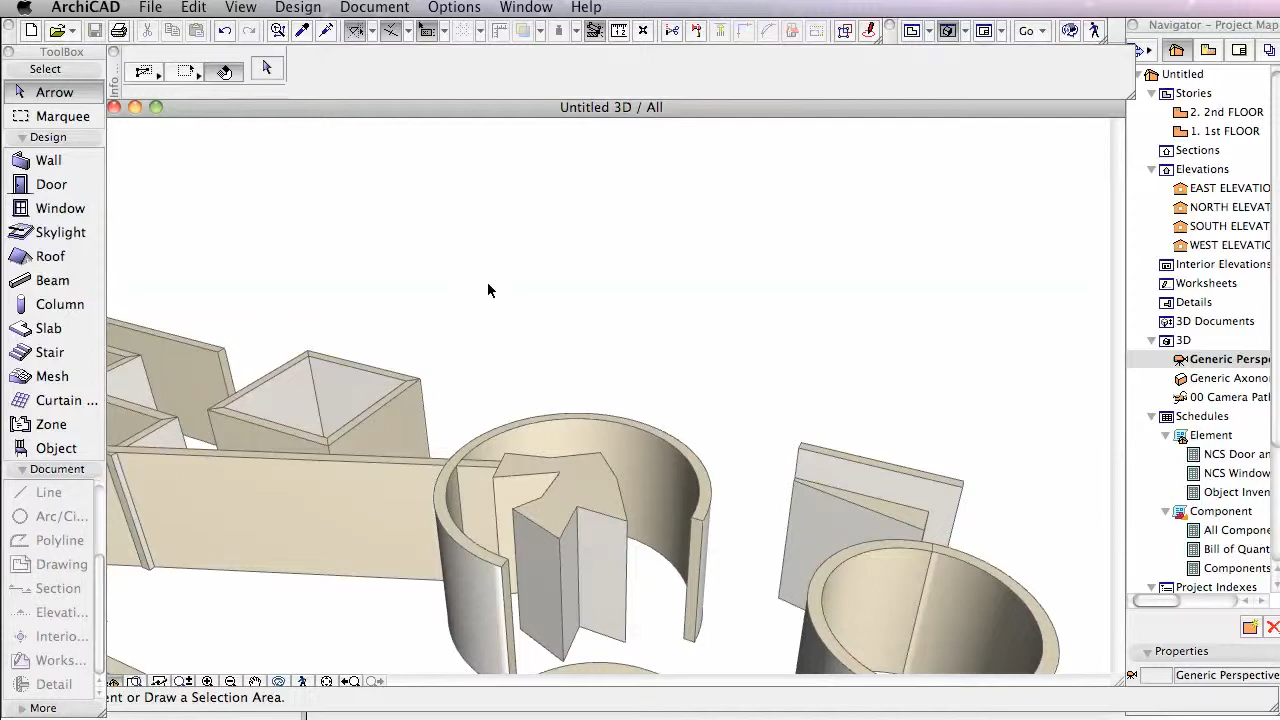 ArchiCAD File Edit View Design Document Options Window Help
Navigator - Project Map
Go
ToolBox
Select
Info
Arrow
Marquee
Design
Wall
Door
Window
Skylight
Roof
Beam
Column
Slab
Stair
Mesh
Curtain ...
Zone
Object
Document
Line
Arc/Ci...
Polyline
Drawing
Section
Elevati...
Interio...
Works...
Detail
More
Untitled 3D / All
Untitled
Stories
2. 2nd FLOOR
1. 1st FLOOR
Sections
Elevations
EAST ELEVATIO
NORTH ELEVAT
SOUTH ELEVAT
WEST ELEVATIO
Interior Elevations
Worksheets
Details
3D Documents
3D
Generic Perspe
Generic Axono
00 Camera Path
Schedules
Element
NCS Door an
NCS Window
Object Inven
Component
All Compone
Bill of Quant
Components
Project Indexes
Properties
Generic Perspective
ent or Draw a Selection Area.